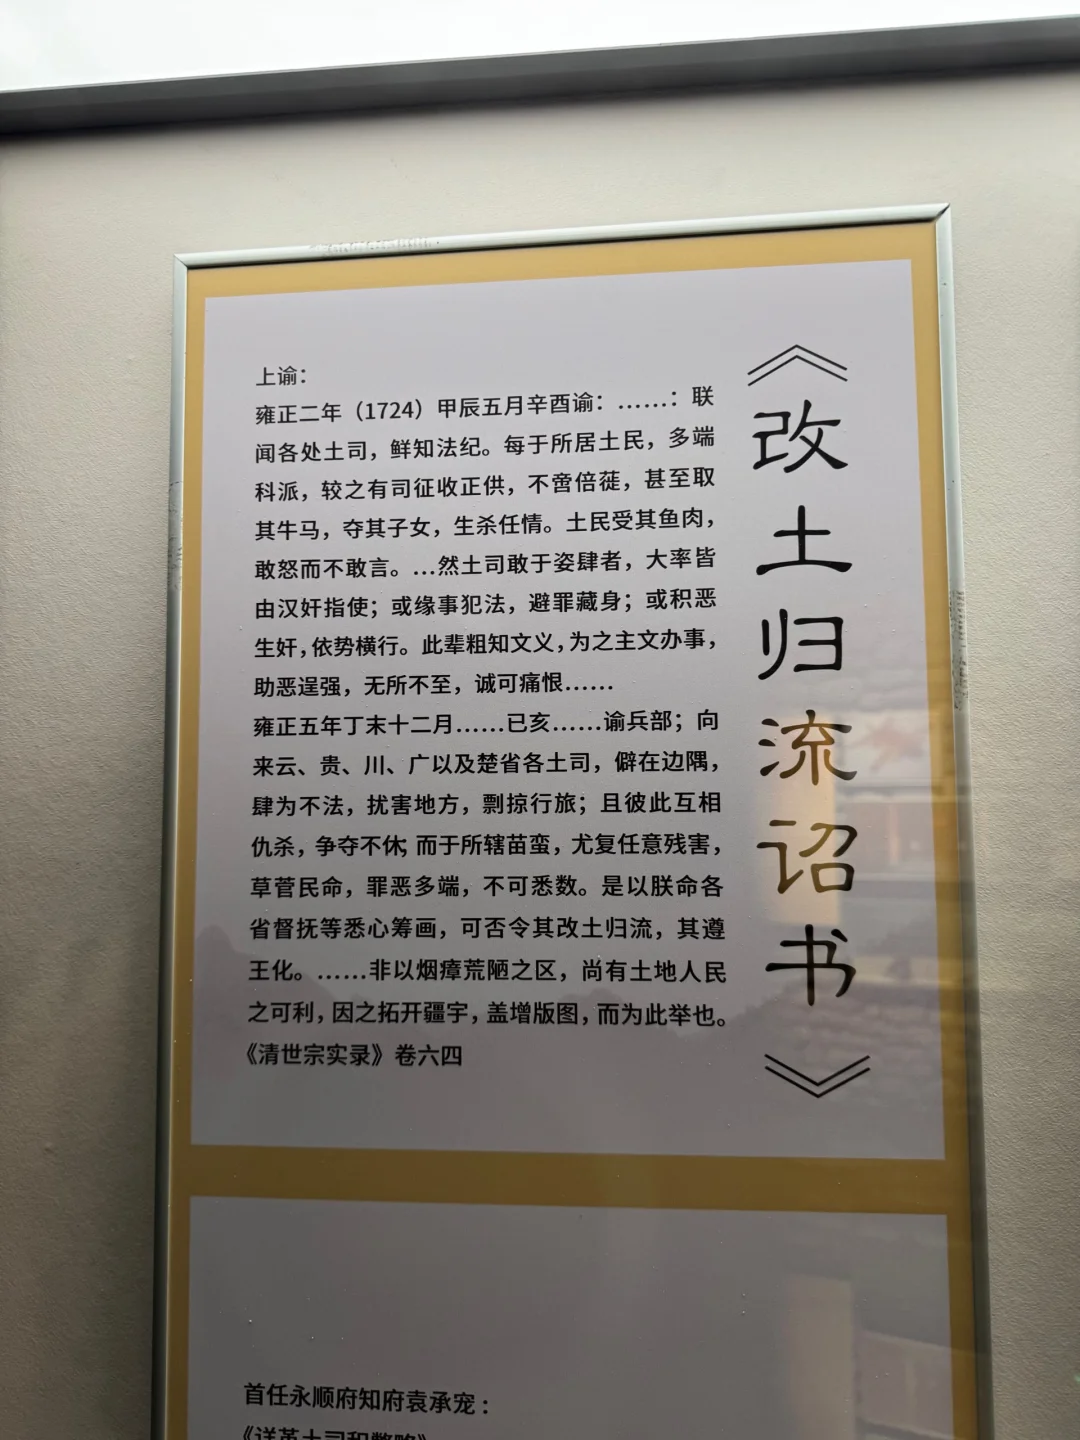 《改土归流诏书》
上谕：
雍正二年（1724）甲辰五月辛酉谕：……：联
闻各处土司，鲜知法纪。每于所居土民，多端
科派，较之有司征收正供，不啻倍蓰，甚至取
其牛马，夺其子女，生杀任情。土民受其鱼肉，
敢怒而不敢言。…然土司敢于姿肆者，大率皆
由汉奸指使；或缘事犯法，避罪藏身；或积恶
生奸，依势横行。此辈粗知文义，为之主文办事，
助恶逞强，无所不至，诚可痛恨……
雍正五年丁末十二月……已亥……谕兵部；向
来云、贵、川、广以及楚省各土司，僻在边隅，
肆为不法，扰害地方，剽掠行旅；且彼此互相
仇杀，争夺不休；而于所辖苗蛮，尤复任意残害，
草菅民命，罪恶多端，不可悉数。是以朕命各
省督抚等悉心筹画，可否令其改土归流，其遵
王化。……非以烟瘴荒陋之区，尚有土地人民
之可利，因之拓开疆宇，盖增版图，而为此举也。
《清世宗实录》卷六四
首任永顺府知府袁承宠：